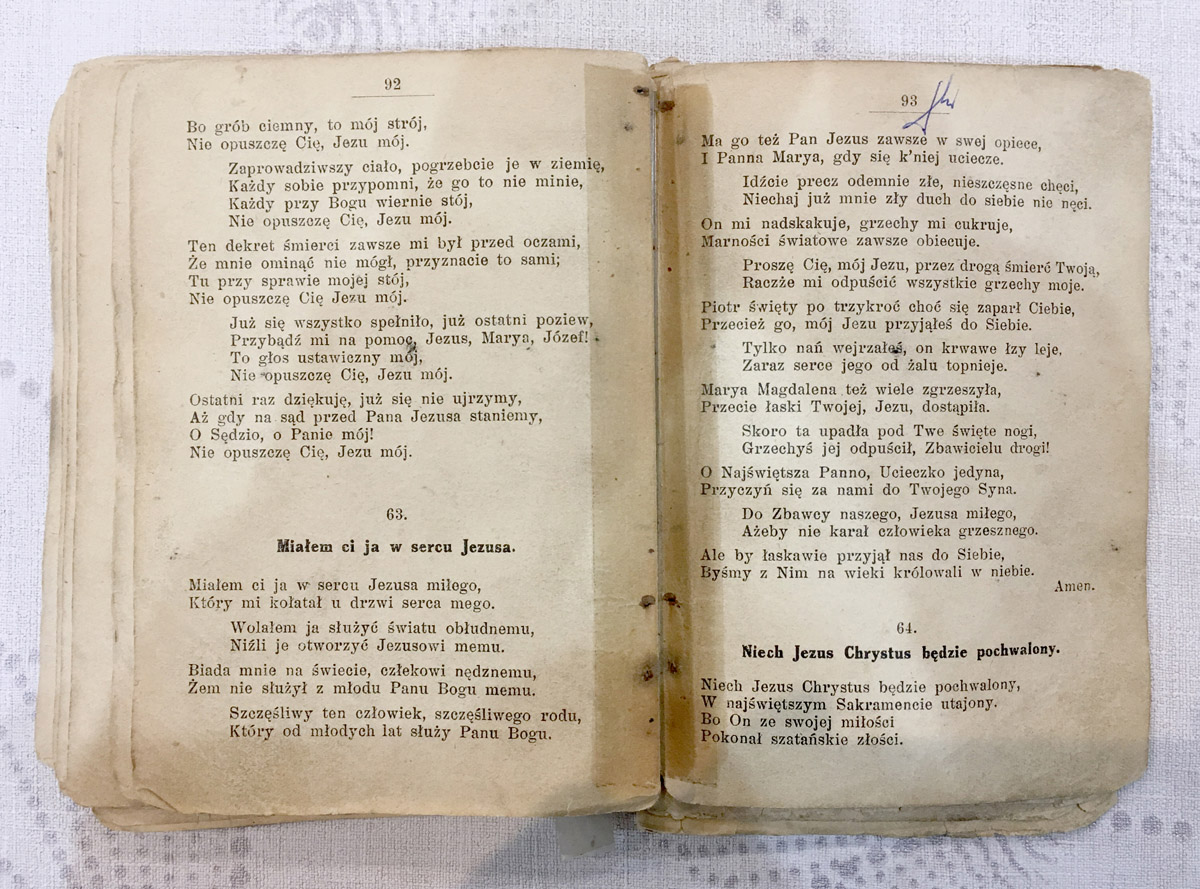 92
Bo grób ciemny, to mój strój,
Nie opuszczę Cię, Jezu mój.
Zaprowadziwszy ciało, pogrzebcie je w ziemię,
Każdy sobie przypomni, że go to nie minie,
Każdy przy Bogu wiernie stój,
Nie opuszczę Cię, Jezu mój.
Ten dekret śmierci zawsze mi był przed oczami,
Że mnie ominąć nie mógł, przyznacie to sami;
Tu przy sprawie mojej stój,
Nie opuszczę Cię Jezu mój.
Już się wszystko spełniło, już ostatni poziew,
Przybądź mi na pomoc, Jezus, Marya, Józef!
To głos ustawiczny mój,
Nie opuszczę Cię, Jezu mój.
Ostatni raz dziękuję, już się nie ujrzymy,
Aż gdy na sąd przed Pana Jezusa staniemy,
O Sędzio, o Panie mój!
Nie opuszczę Cię, Jezu mój.
63.
Miałem ci ja w sercu Jezusa.
Miałem ci ja w sercu Jezusa miłego,
Który mi kołatał u drzwi serca mego.
Wolałem ja służyć światu obłudnemu,
Niźli je otworzyć Jezusowi memu.
Biada mnie na świecie, człekowi nędznemu,
Żem nie służył z młodu Panu Bogu memu.
Szczęśliwy ten człowiek, szczęśliwego rodu,
Który od młodych lat służy Panu Bogu.
93
Ma go też Pan Jezus zawsze w swej opiece,
I Panna Marya, gdy się k'niej uciecze.
Idźcie precz odemnie złe, nieszczęsne chęci,
Niechaj już mnie zły duch do siebie nie nęci.
On mi nadskakuje, grzechy mi cukruje,
Marności światowe zawsze obiecuje.
Proszę Cię, mój Jezu, przez drogą śmierć Twoją,
Raczże mi odpuścić wszystkie grzechy moje.
Piotr święty po trzykroć choć się zaparł Ciebie,
Przecież go, mój Jezu przyjąłeś do Siebie.
Tylko nań wejrzałeś, on krwawe łzy leje,
Zaraz serce jego od żalu topnieje.
Marya Magdalena też wiele zgrzeszyła,
Przecie łaski Twojej, Jezu, dostąpiła.
Skoro ta upadła pod Twe święte nogi,
Grzechyś jej odpuścił, Zbawicielu drogi!
O Najświętsza Panno, Ucieczko jedyna,
Przyczyń się za nami do Twojego Syna.
Do Zbawcy naszego, Jezusa miłego,
Ażeby nie karał człowieka grzesznego.
Ale by łaskawie przyjął nas do Siebie,
Byśmy z Nim na wieki królowali w niebie.
Amen.
64.
Niech Jezus Chrystus będzie pochwalony.
Niech Jezus Chrystus będzie pochwalony,
W najświętszym Sakramencie utajony.
Bo On ze swojej miłości
Pokonał szatańskie złości.